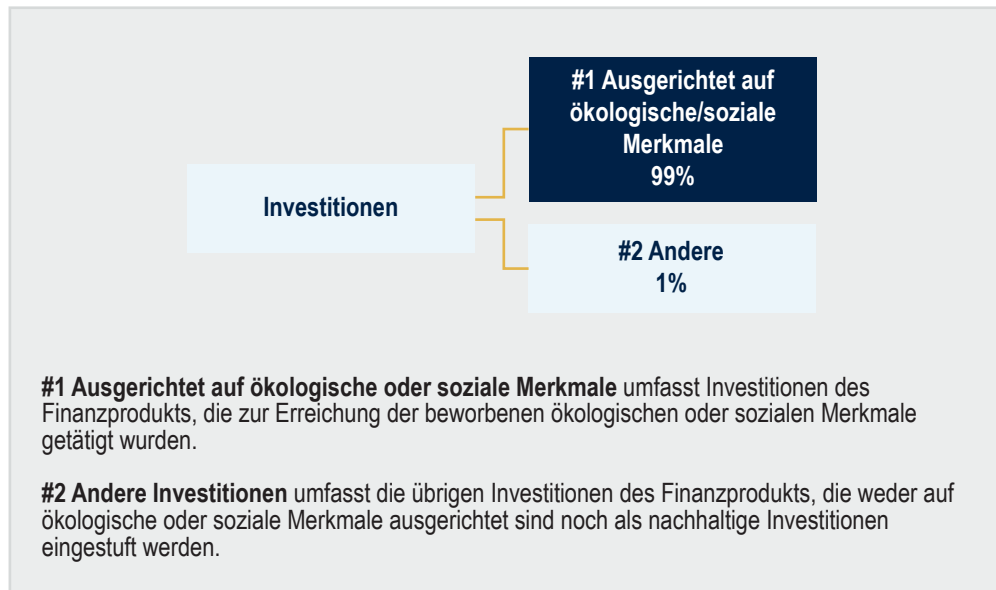 #1 Ausgerichtet auf
ökologische/soziale
Merkmale
99%
Investitionen
#2 Andere
1%
#1 Ausgerichtet auf ökologische oder soziale Merkmale umfasst Investitionen des
Finanzprodukts, die zur Erreichung der beworbenen ökologischen oder sozialen Merkmale
getätigt wurden.
#2 Andere Investitionen umfasst die übrigen Investitionen des Finanzprodukts, die weder auf
ökologische oder soziale Merkmale ausgerichtet sind noch als nachhaltige Investitionen
eingestuft werden.